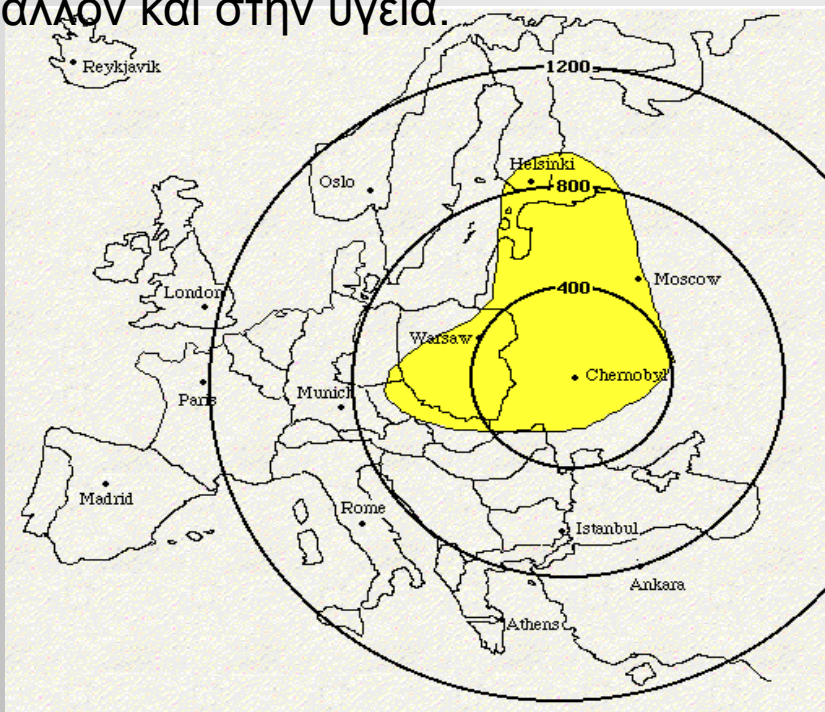 άλλον και στην υγεία.
Reykjavik
1200
Helsinki
Oslo
800
Moscow
400
London
Warsaw
Chernobyl
Paris
Munich
Madrid
Rome
Istanbul
Ankara
Athens